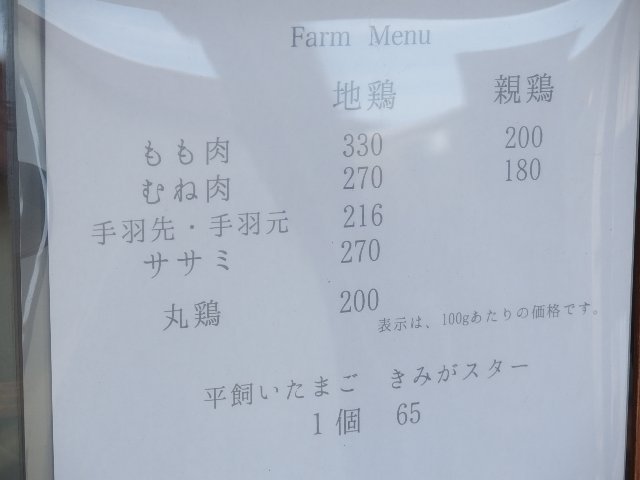 Farm Menu
地鶏 親鶏
もも肉 330 200
むね肉 270 180
手羽先・手羽元 216
ササミ 270
丸鶏 200
表示は、100gあたりの価格です。
平飼いたまご きみがスター
1個 65